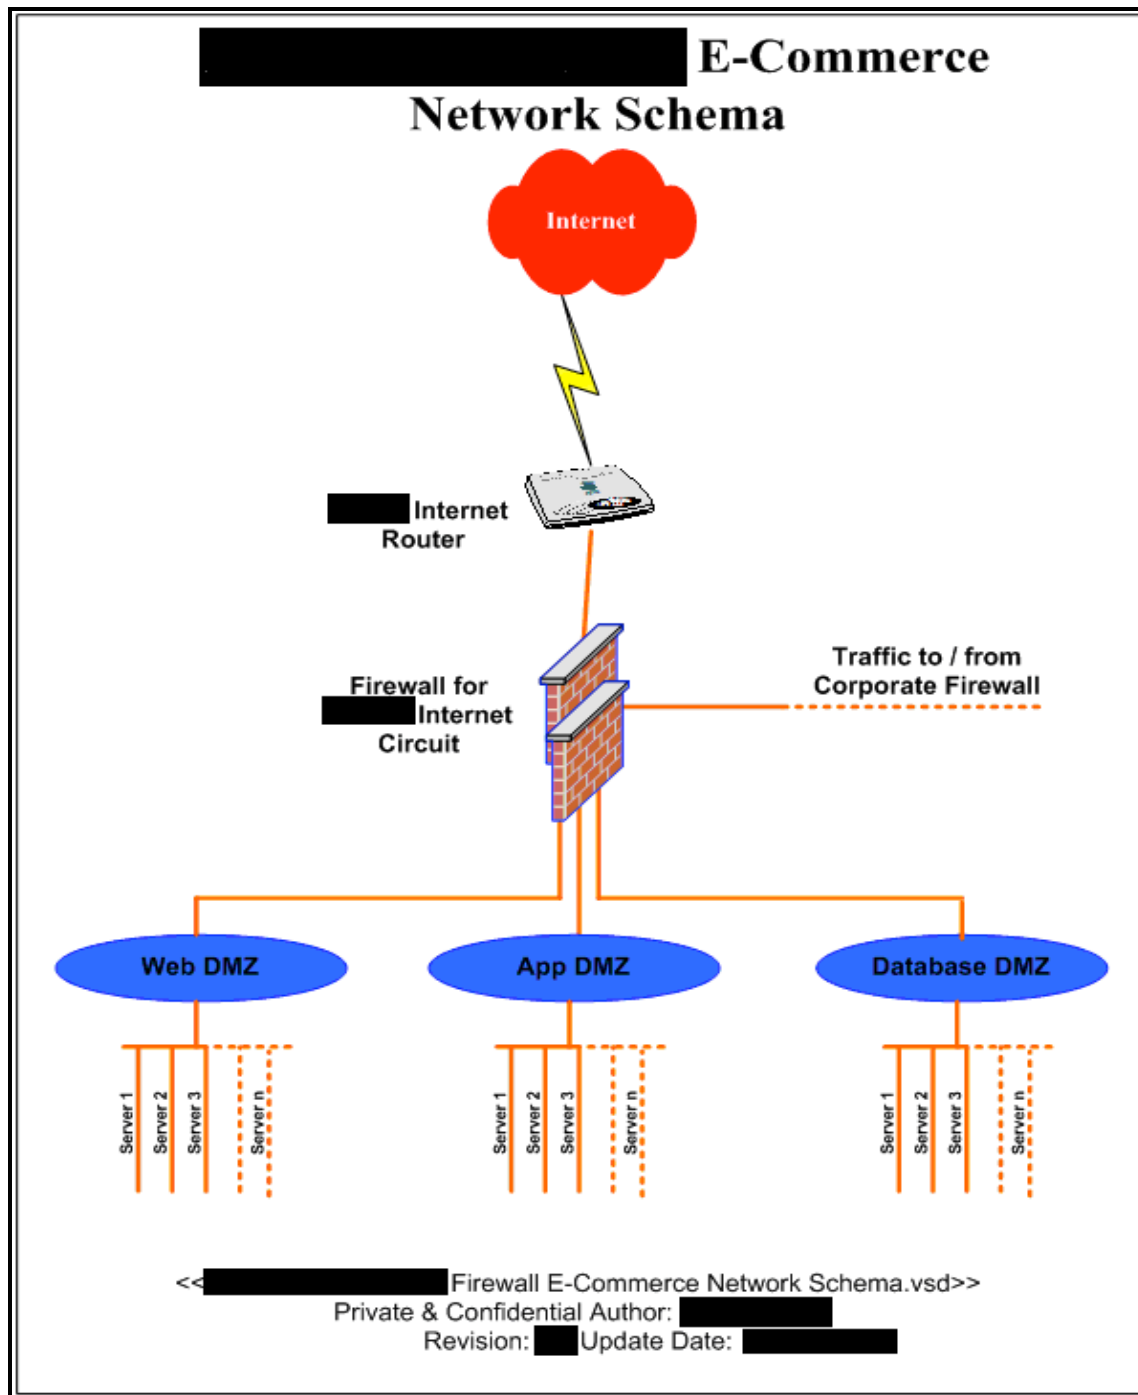 E-Commerce
Network Schema
Internet
Internet
Router
Firewall for
Internet
Circuit
Traffic to / from
Corporate Firewall
Web DMZ
App DMZ
Database DMZ
Server 1
Server 2
Server 3
Server n
Server 1
Server 2
Server 3
Server n
Server 1
Server 2
Server 3
Server n
<< Firewall E-Commerce Network Schema.vsd>>
Private & Confidential Author:
Revision: Update Date: